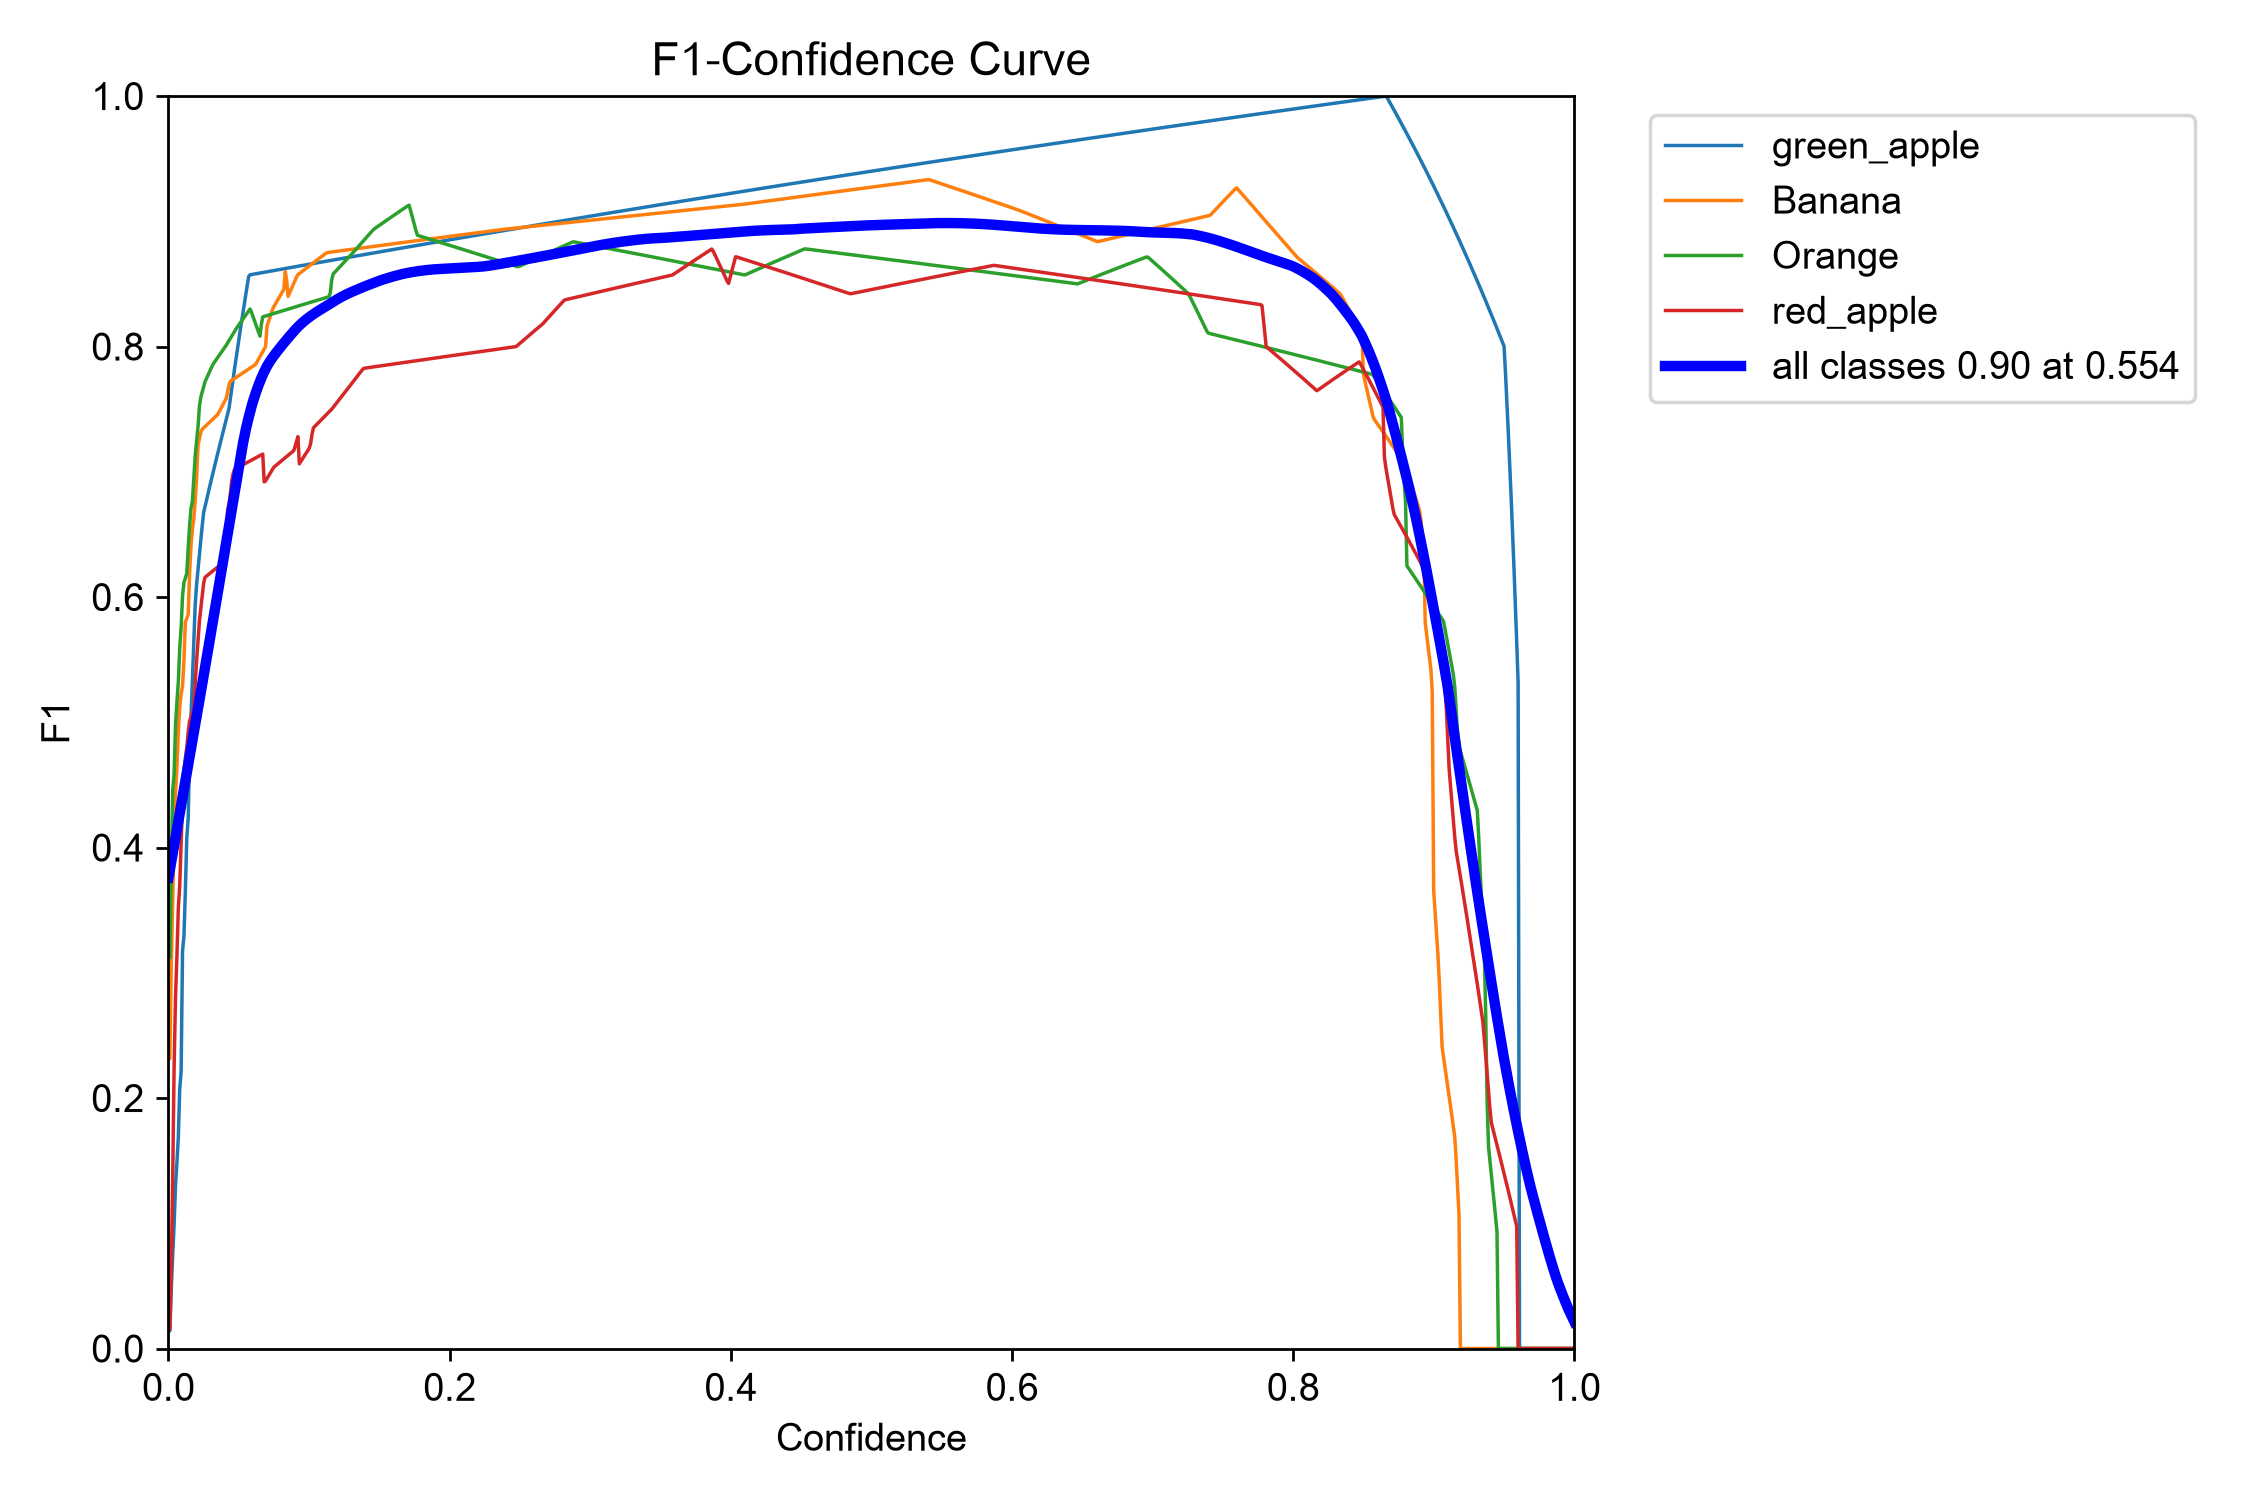 F1-Confidence Curve
1.0
0.8
0.6
0.4
0.2
0.0
F1
0.0 0.2 0.4 0.6 0.8 1.0
Confidence
green_apple
Banana
Orange
red_apple
all classes 0.90 at 0.554